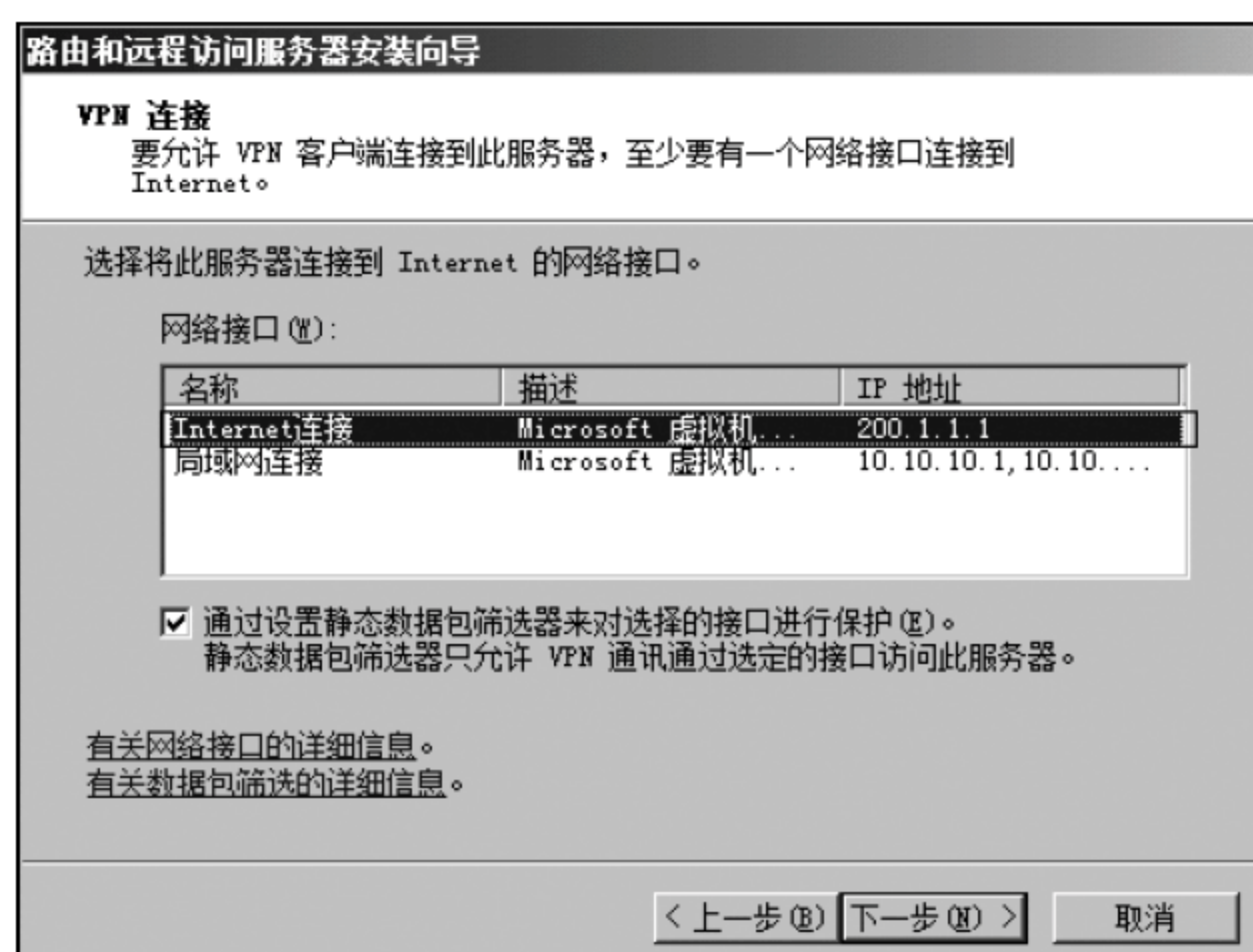 路由和远程访问服务器安装向导
VPN 连接
要允许 VPN 客户端连接到此服务器，至少要有一个网络接口连接到
Internet。
选择将此服务器连接到 Internet 的网络接口。
网络接口(W):
名称 描述 IP 地址
Internet连接 Microsoft 虚拟机... 200.1.1.1
局域网连接 Microsoft 虚拟机... 10.10.10.1,10.10....
通过设置静态数据包筛选器来对选择的接口进行保护(E)。
静态数据包筛选器只允许 VPN 通讯通过选定的接口访问此服务器。
有关网络接口的详细信息。
有关数据包筛选的详细信息。
< 上一步(B) 下一步(N) > 取消